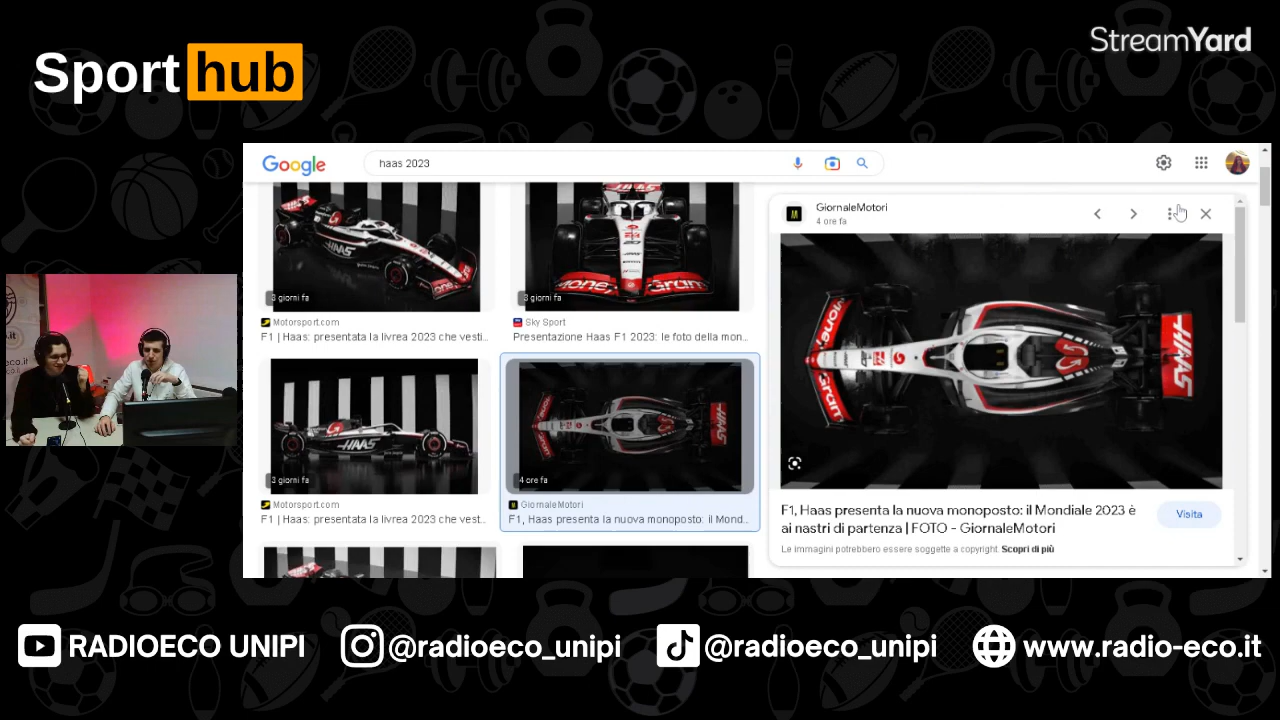 Sport hub
StreamYard
Google
haas 2023
3 giorni fa
Motorsport.com
F1 | Haas: presentata la livrea 2023 che vesti...
3 giorni fa
Sky Sport
Presentazione Haas F1 2023: le foto della mon...
3 giorni fa
Motorsport.com
F1 | Haas: presentata la livrea 2023 che vest...
4 ore fa
GiornaleMotori
F1, Haas presenta la nuova monoposto: il Mond...
GiornaleMotori
4 ore fa
HAAS
F1, Haas presenta la nuova monoposto: il Mondiale 2023 è
ai nastri di partenza | FOTO - GiornaleMotori
Visita
Le immagini potrebbero essere soggette a copyright. Scopri di più
RADIOECO UNIPI
@radioeco_unipi
@radioeco_unipi
www.radio-eco.it